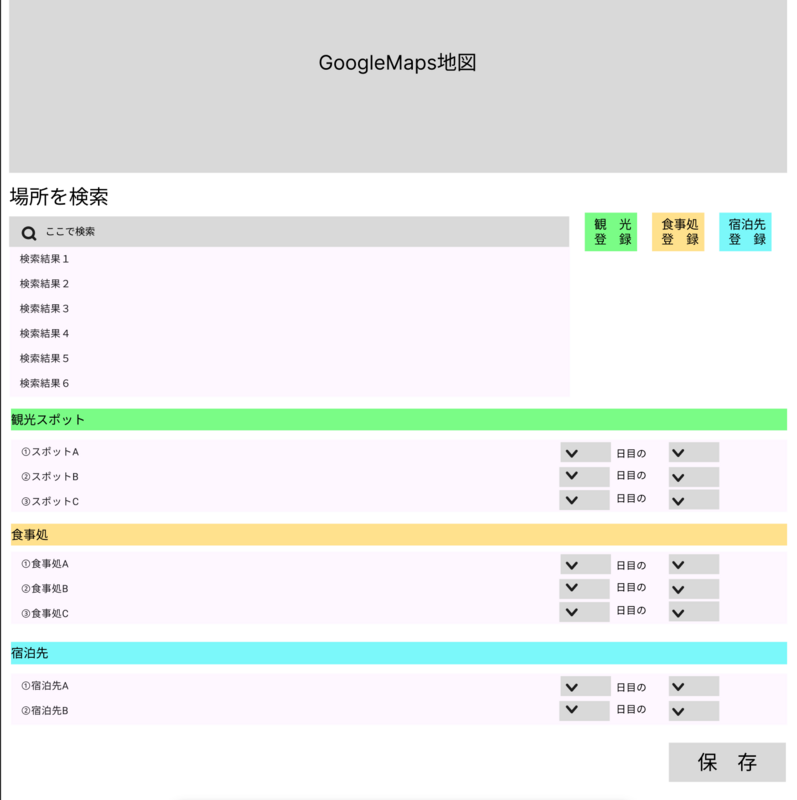 GoogleMaps地図
場所を検索
ここで検索
観　光
登　録
食事処
登　録
宿泊先
登　録
検索結果１
検索結果２
検索結果３
検索結果４
検索結果５
検索結果６
観光スポット
①スポットA 日目の
②スポットB 日目の
③スポットC 日目の
食事処
①食事処A 日目の
②食事処B 日目の
③食事処C 日目の
宿泊先
①宿泊先A 日目の
②宿泊先B 日目の
保　存